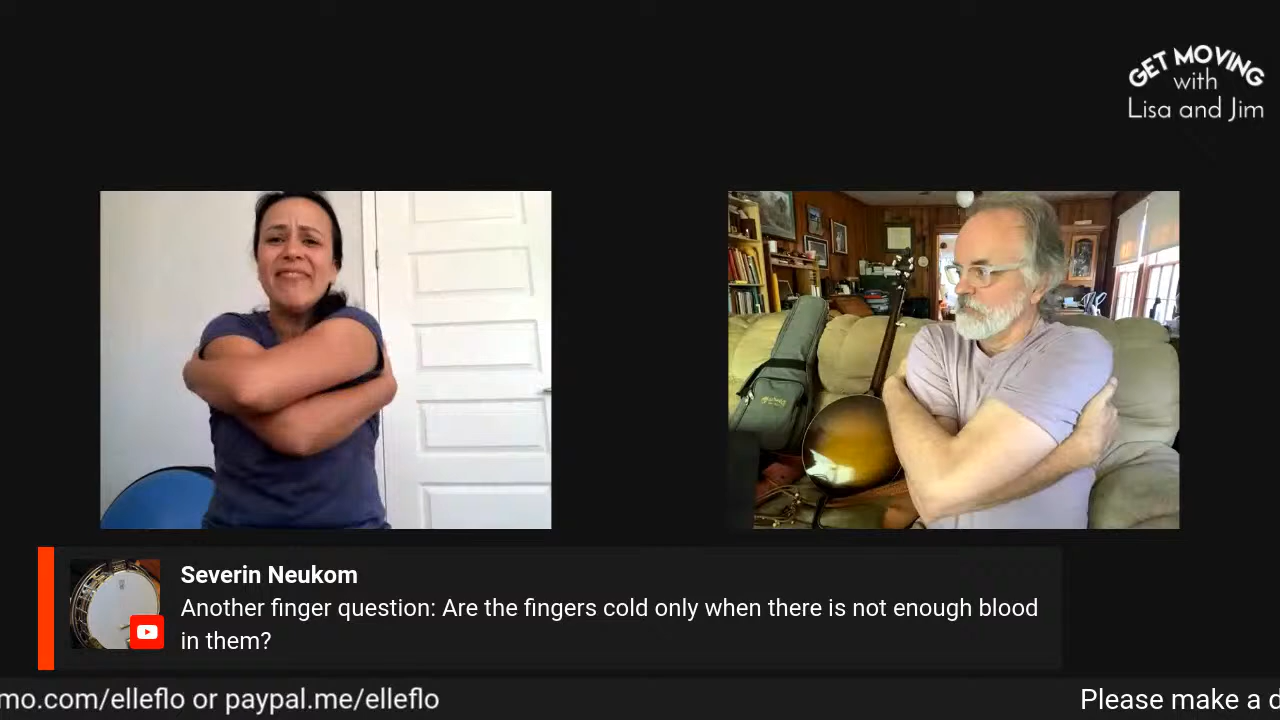 GET MOVING
with
Lisa and Jim
Severin Neukom
Another finger question: Are the fingers cold only when there is not enough blood
in them?
mo.com/elleflo or paypal.me/elleflo
Please make a d